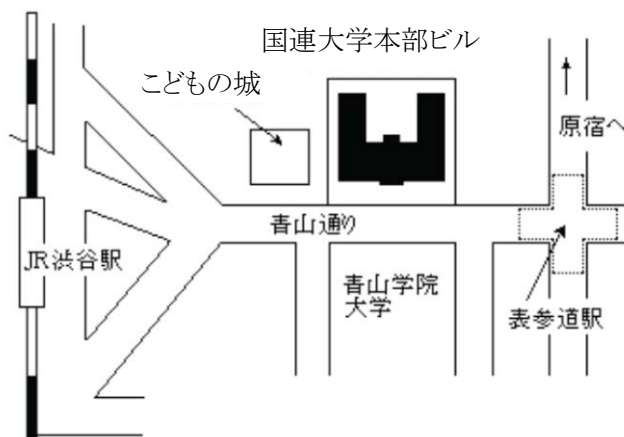 国連大学本部ビル
こどもの城
原宿へ
青山通り
JR渋谷駅
青山学院
大学
表参道駅